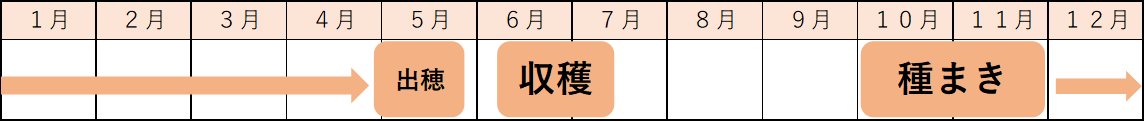 １月 ２月 ３月 ４月 ５月 ６月 ７月 ８月 ９月 １０月 １１月 １２月
出穂 収穫 種まき